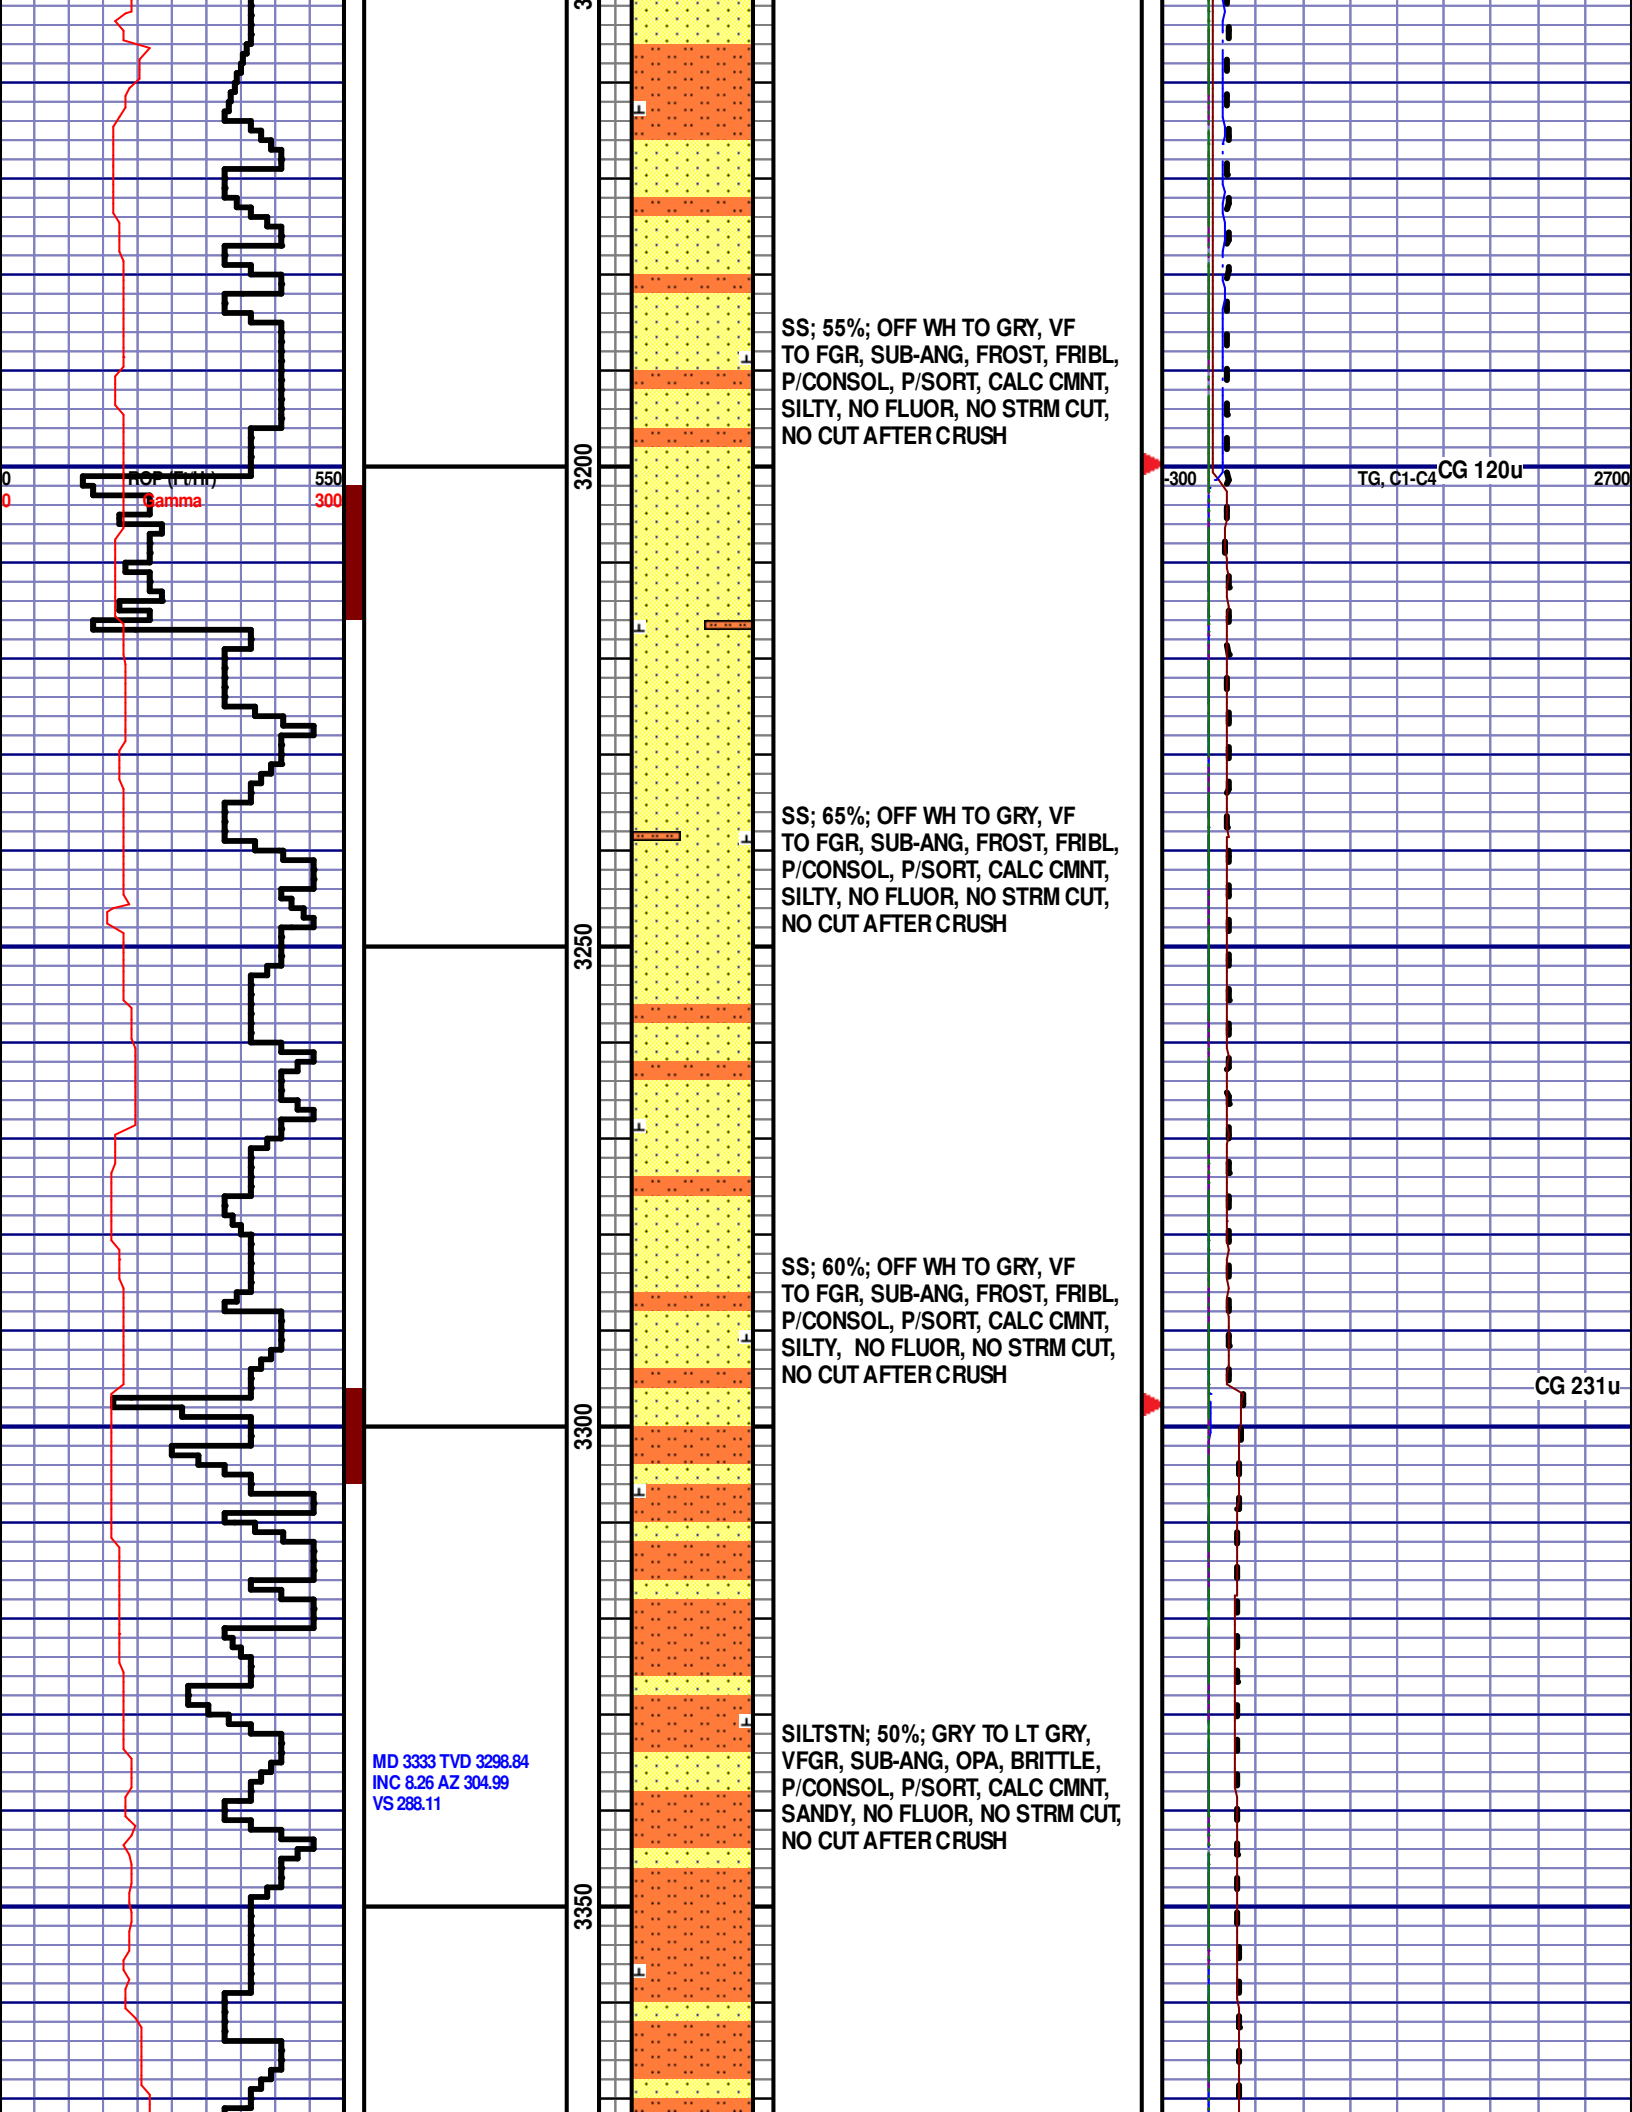 SS; 55%; OFF WH TO GRY, VF
TO FGR, SUB-ANG, FROST, FRIBL,
P/CONSOL, P/SORT, CALC CMNT,
SILTY, NO FLUOR, NO STRM CUT,
NO CUT AFTER CRUSH
3200
0 ROP (Ft/Hr) 550
0 Gamma 300
-300 TG, C1-C4 2700
CG 120u
SS; 65%; OFF WH TO GRY, VF
TO FGR, SUB-ANG, FROST, FRIBL,
P/CONSOL, P/SORT, CALC CMNT,
SILTY, NO FLUOR, NO STRM CUT,
NO CUT AFTER CRUSH
3250
SS; 60%; OFF WH TO GRY, VF
TO FGR, SUB-ANG, FROST, FRIBL,
P/CONSOL, P/SORT, CALC CMNT,
SILTY, NO FLUOR, NO STRM CUT,
NO CUT AFTER CRUSH
CG 231u
3300
SILTSTN; 50%; GRY TO LT GRY,
VFGR, SUB-ANG, OPA, BRITTLE,
P/CONSOL, P/SORT, CALC CMNT,
SANDY, NO FLUOR, NO STRM CUT,
NO CUT AFTER CRUSH
MD 3333 TVD 3298.84
INC 8.26 AZ 304.99
VS 288.11
3350